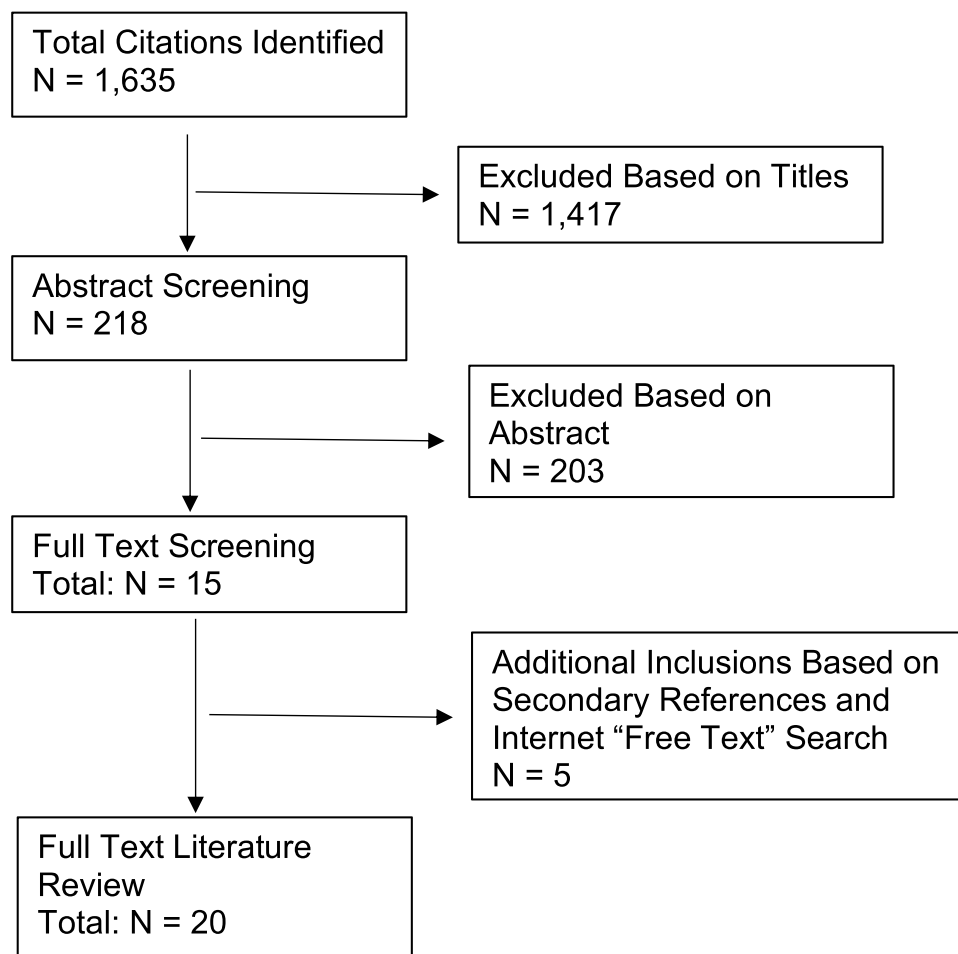 Total Citations Identified
N = 1,635
Excluded Based on Titles
N = 1,417
Abstract Screening
N = 218
Excluded Based on
Abstract
N = 203
Full Text Screening
Total: N = 15
Additional Inclusions Based on
Secondary References and
Internet “Free Text” Search
N = 5
Full Text Literature
Review
Total: N = 20